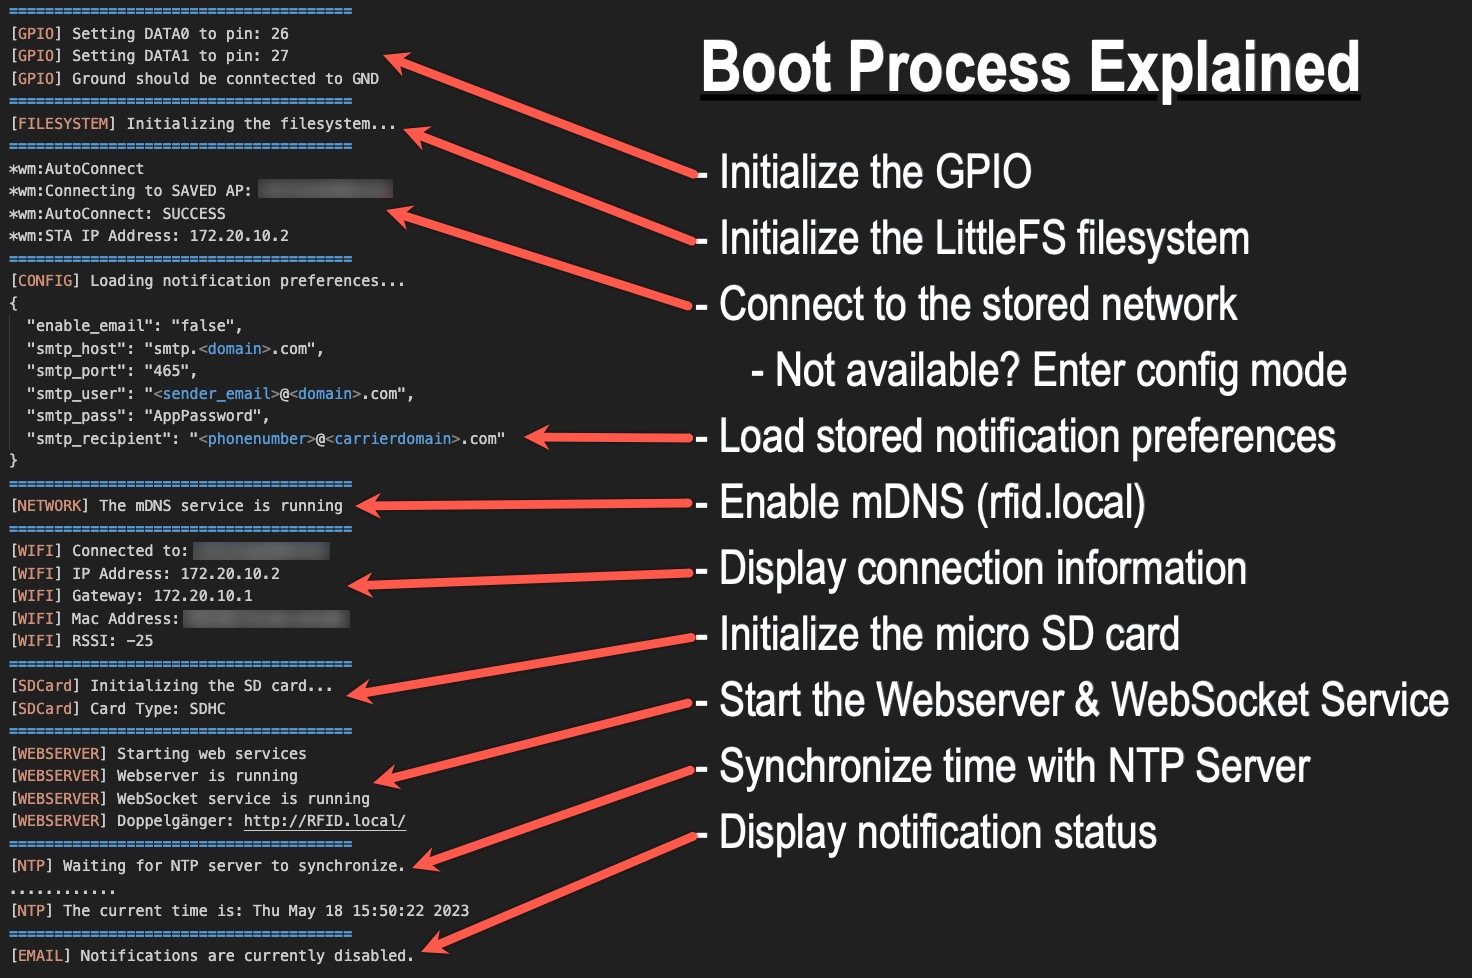 =====================================
[GPIO] Setting DATA0 to pin: 26
[GPIO] Setting DATA1 to pin: 27
[GPIO] Ground should be conntected to GND
=====================================
[FILESYSTEM] Initializing the filesystem...
=====================================
*wm:AutoConnect
*wm:Connecting to SAVED AP:
*wm:AutoConnect: SUCCESS
*wm:STA IP Address: 172.20.10.2
=====================================
[CONFIG] Loading notification preferences...
{
"enable_email": "false",
"smtp_host": "smtp.<domain>.com",
"smtp_port": "465",
"smtp_user": "<sender_email>@<domain>.com",
"smtp_pass": "AppPassword",
"smtp_recipient": "<phonenumber>@<carrierdomain>.com"
}
=====================================
[NETWORK] The mDNS service is running
=====================================
[WIFI] Connected to:
[WIFI] IP Address: 172.20.10.2
[WIFI] Gateway: 172.20.10.1
[WIFI] Mac Address:
[WIFI] RSSI: -25
=====================================
[SDCard] Initializing the SD card...
[SDCard] Card Type: SDHC
=====================================
[WEBSERVER] Starting web services
[WEBSERVER] Webserver is running
[WEBSERVER] WebSocket service is running
[WEBSERVER] Doppelgänger: http://RFID.local/
=====================================
[NTP] Waiting for NTP server to synchronize.
............
[NTP] The current time is: Thu May 18 15:50:22 2023
=====================================
[EMAIL] Notifications are currently disabled.
Boot Process Explained
- Initialize the GPIO
- Initialize the LittleFS filesystem
- Connect to the stored network
- Not available? Enter config mode
- Load stored notification preferences
- Enable mDNS (rfid.local)
- Display connection information
- Initialize the micro SD card
- Start the Webserver & WebSocket Service
- Synchronize time with NTP Server
- Display notification status